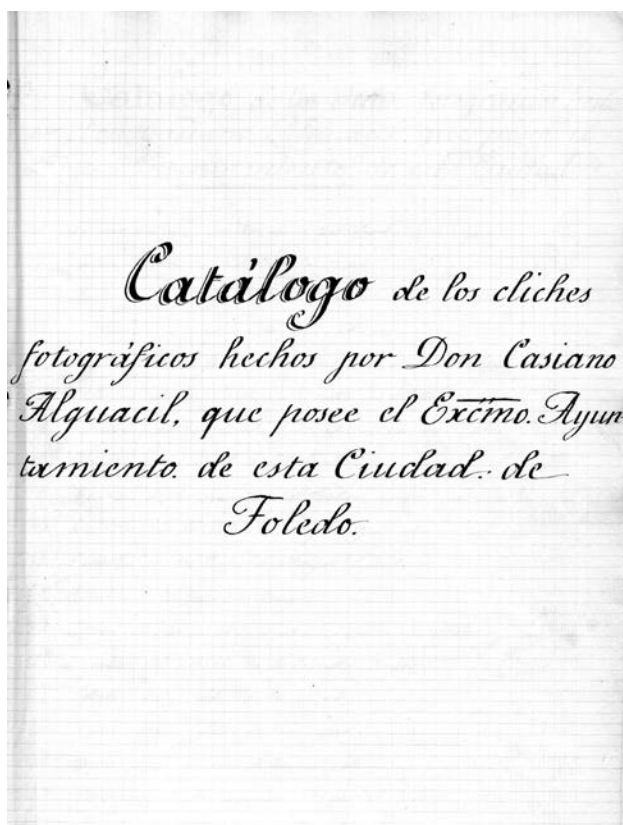 Catálogo de los cliches
fotográficos hechos por Don Casiano
Alguacil, que posee el Excmo. Ayun-
tamiento. de esta Ciudad. de
Toledo.